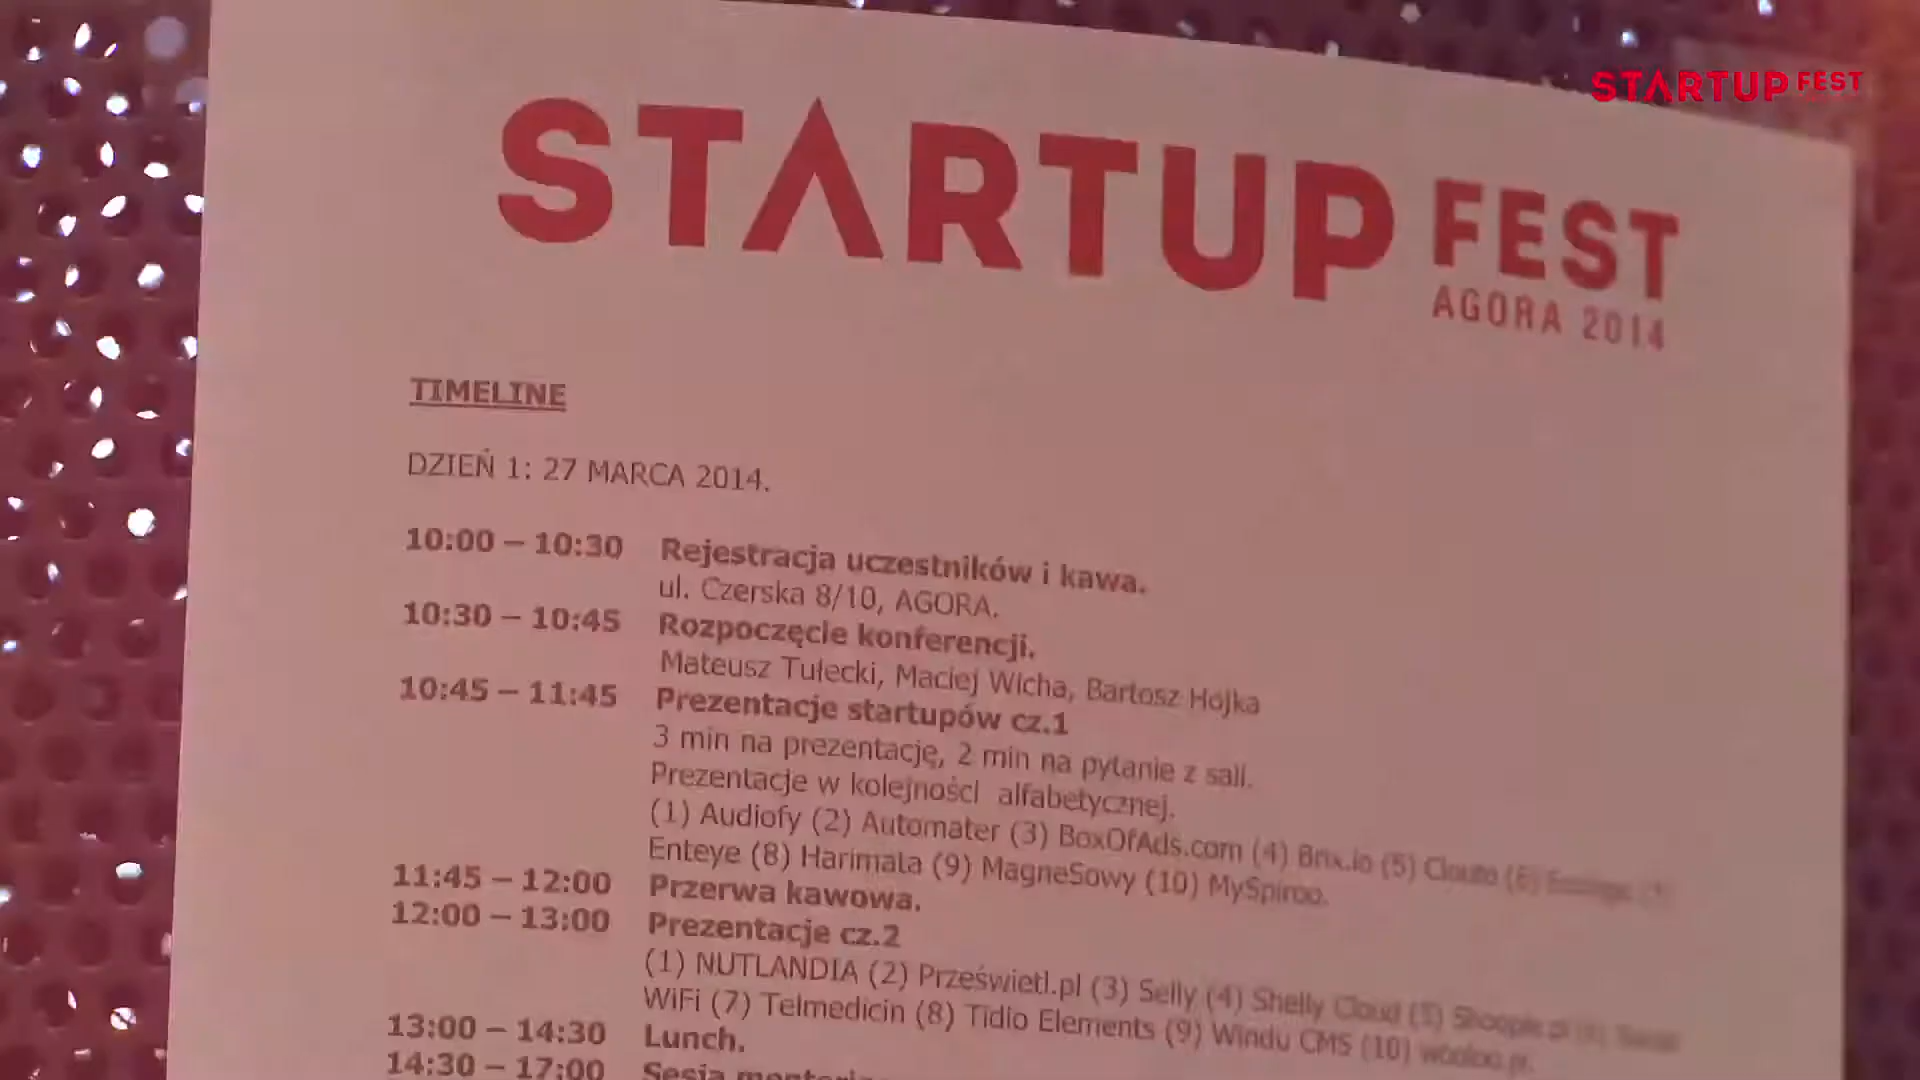 STARTUP FEST
STARTUP FEST
AGORA 2014
TIMELINE
DZIEŃ 1: 27 MARCA 2014.
10:00 – 10:30 Rejestracja uczestników i kawa.
ul. Czerska 8/10, AGORA.
10:30 – 10:45 Rozpoczęcie konferencji.
Mateusz Tułecki, Maciej Wicha, Bartosz Hojka
10:45 – 11:45 Prezentacje startupów cz.1
3 min na prezentację, 2 min na pytanie z sali.
Prezentacje w kolejności alfabetycznej.
(1) Audiofy (2) Automater (3) BoxOfAds.com (4) Brix.io (5) Clouto (6)
Enteye (8) Harimata (9) MagneSowy (10) MySpiroo.
11:45 – 12:00 Przerwa kawowa.
12:00 – 13:00 Prezentacje cz.2
(1) NUTLANDIA (2) Prześwietl.pl (3) Selly (4) Shelly Cloud (5)
WiFi (7) Telmedicin (8) Tidio Elements (9) Windu CMS (10)
13:00 – 14:30 Lunch.
14:30 – 17:00 Sesja